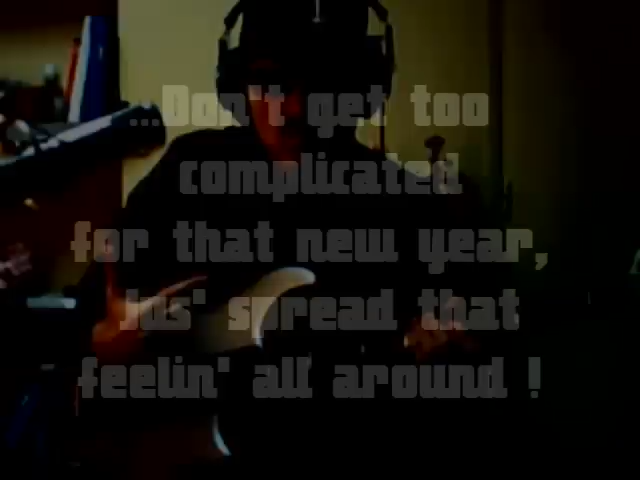 ...Don't get too
complicated
for that new year,
jus' spread that
feelin' all around !